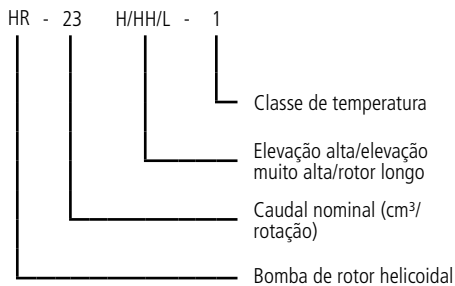 HR - 23 H/HH/L - 1
Classe de temperatura
Elevação alta/elevação
muito alta/rotor longo
Caudal nominal (cm³/
rotação)
Bomba de rotor helicoidal